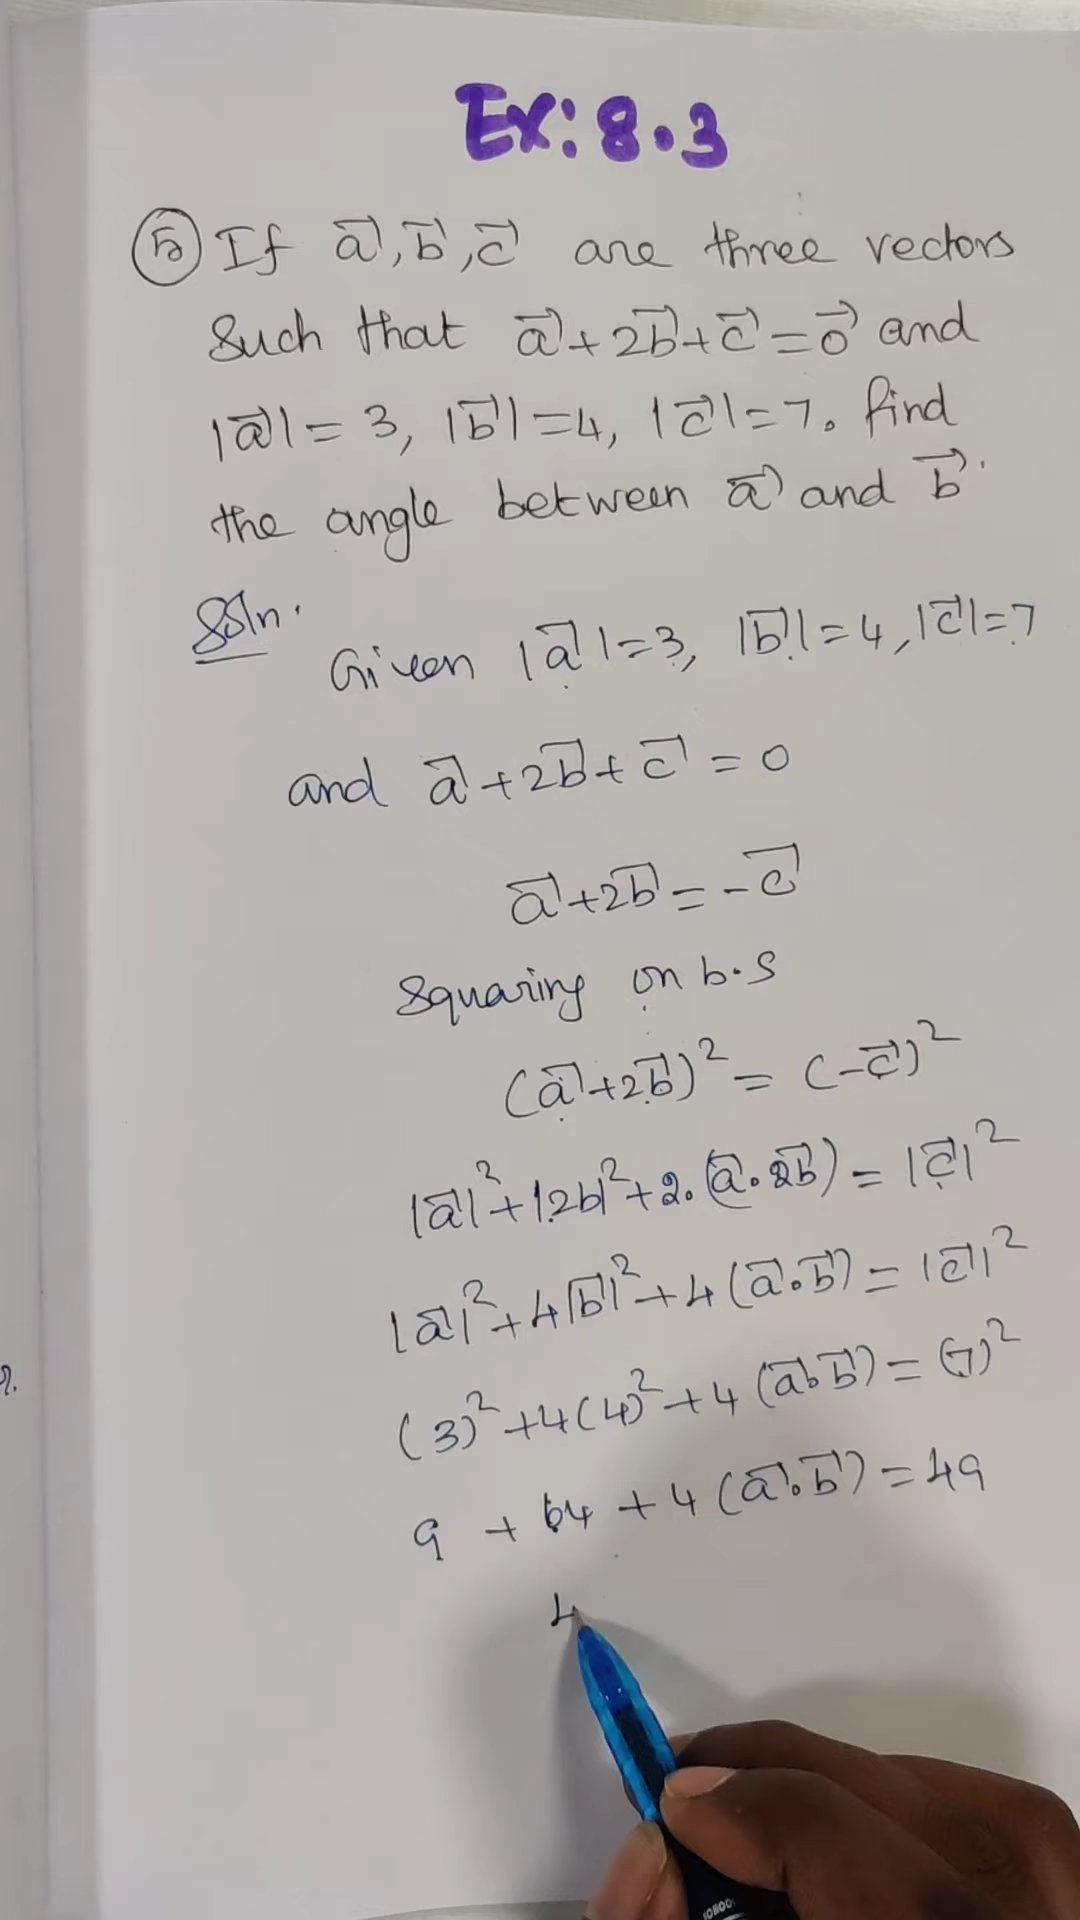 Ex: 8.3
5) If a⃗, b⃗, c⃗ are three vectors
Such that a⃗ + 2b⃗ + c⃗ = 0⃗ and
|a⃗| = 3, |b⃗| = 4, |c⃗| = 7. find
the angle between a⃗ and b⃗.
Soln.
Given |a⃗| = 3, |b⃗| = 4, |c⃗| = 7
and a⃗ + 2b⃗ + c⃗ = 0
a⃗ + 2b⃗ = -c⃗
Squaring on b.s
(a⃗ + 2b⃗)² = (-c⃗)²
|a⃗|² + |2b|² + 2.(a⃗ . 2b⃗) = |c⃗|²
|a⃗|² + 4|b⃗|² + 4(a⃗ . b⃗) = |c⃗|²
(3)² + 4(4)² + 4(a⃗ . b⃗) = (7)²
9 + 64 + 4(a⃗ . b⃗) = 49
4